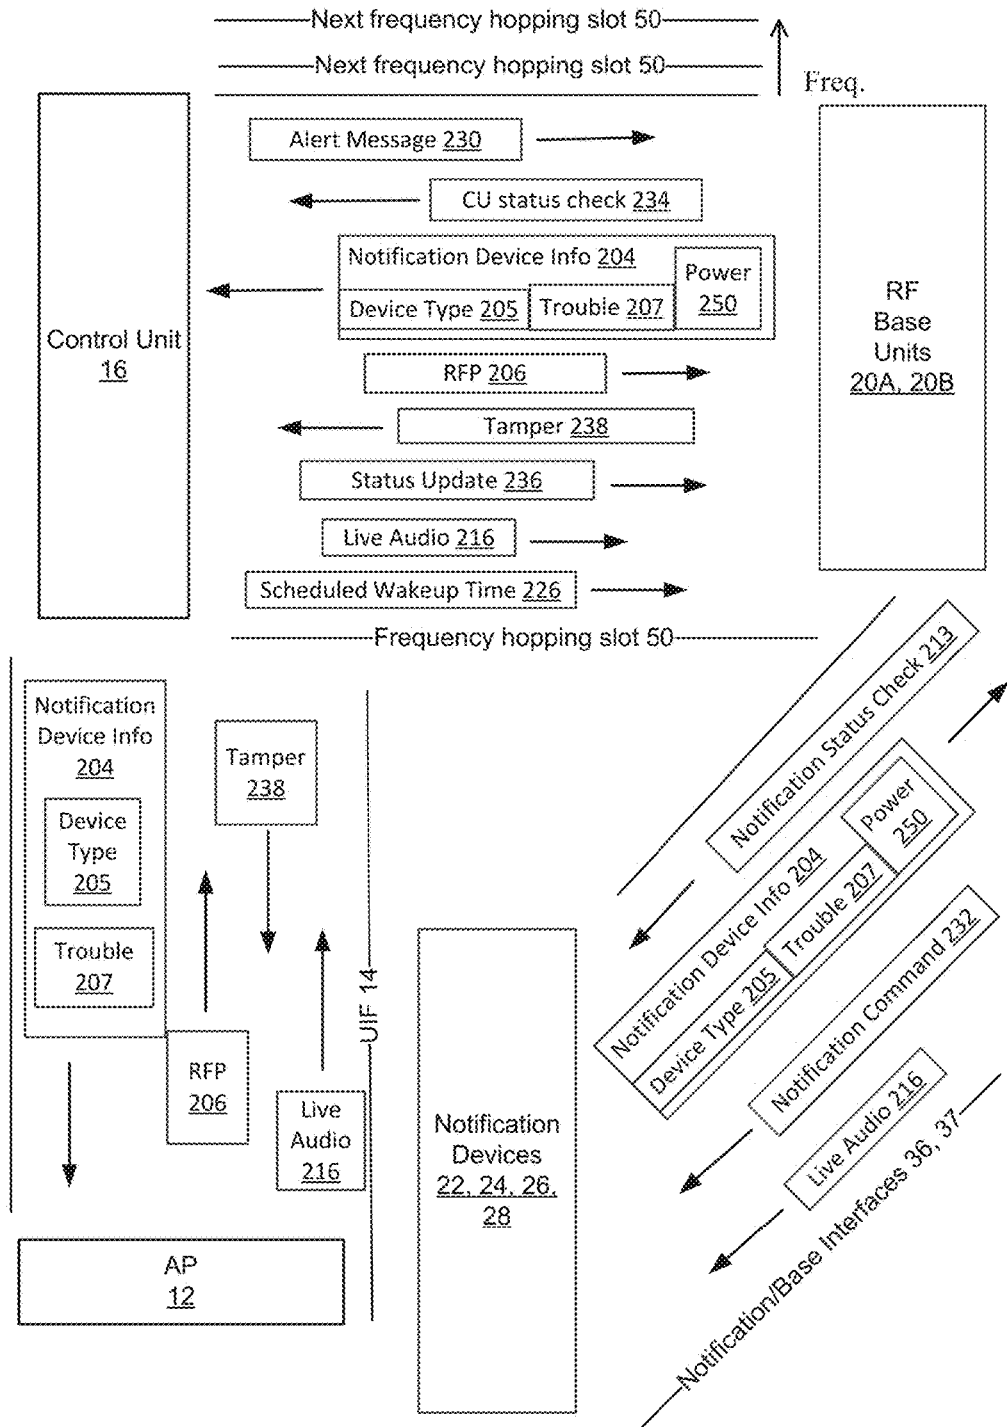 Next frequency hopping slot 50
Next frequency hopping slot 50
Freq.
Alert Message 230
CU status check 234
Notification Device Info 204
Device Type 205
Trouble 207
Power
250
RFP 206
Tamper 238
Status Update 236
Live Audio 216
Scheduled Wakeup Time 226
Frequency hopping slot 50
Control Unit
16
RF
Base
Units
20A, 20B
Notification
Device Info
204
Device
Type
205
Trouble
207
Tamper
238
RFP
206
Live
Audio
216
UIF 14
AP
12
Notification
Devices
22, 24, 26,
28
Notification Status Check 213
Notification Device Info 204
Device Type 205
Trouble 207
Power
250
Notification Command 232
Live Audio 216
Notification/Base Interfaces 36, 37